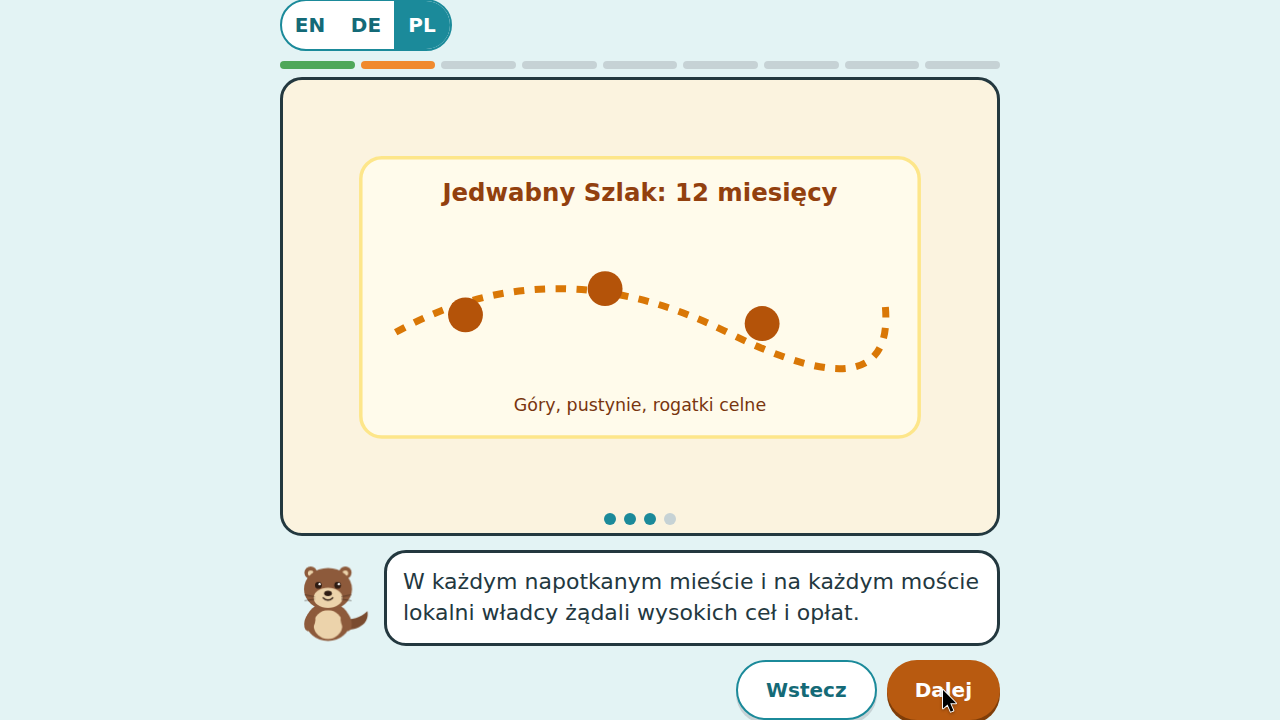 EN DE PL
Jedwabny Szlak: 12 miesięcy
Góry, pustynie, rogatki celne
W każdym napotkanym mieście i na każdym moście
lokalni władcy żądali wysokich ceł i opłat.
Wstecz Dalej